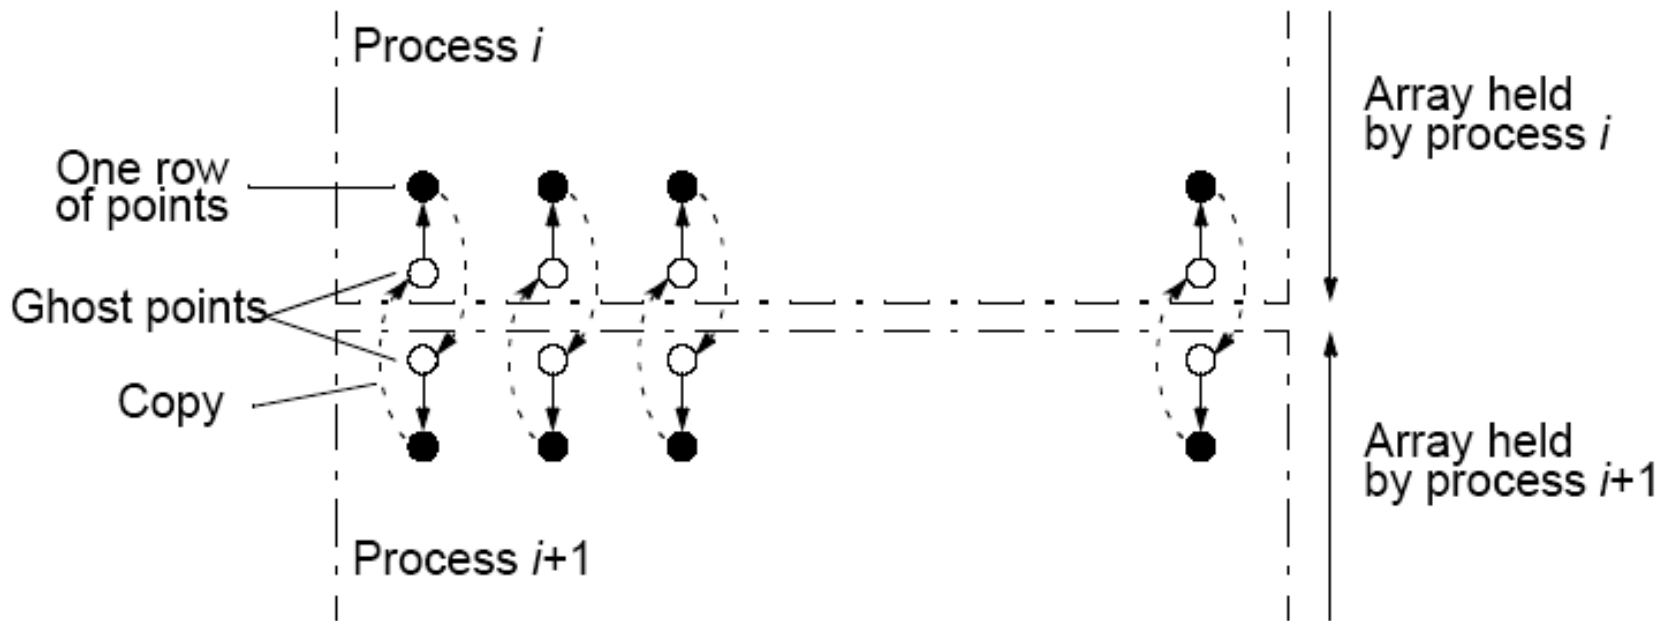 Process i
Array held
by process i
One row
of points
Ghost points
Copy
Array held
by process i+1
Process i+1